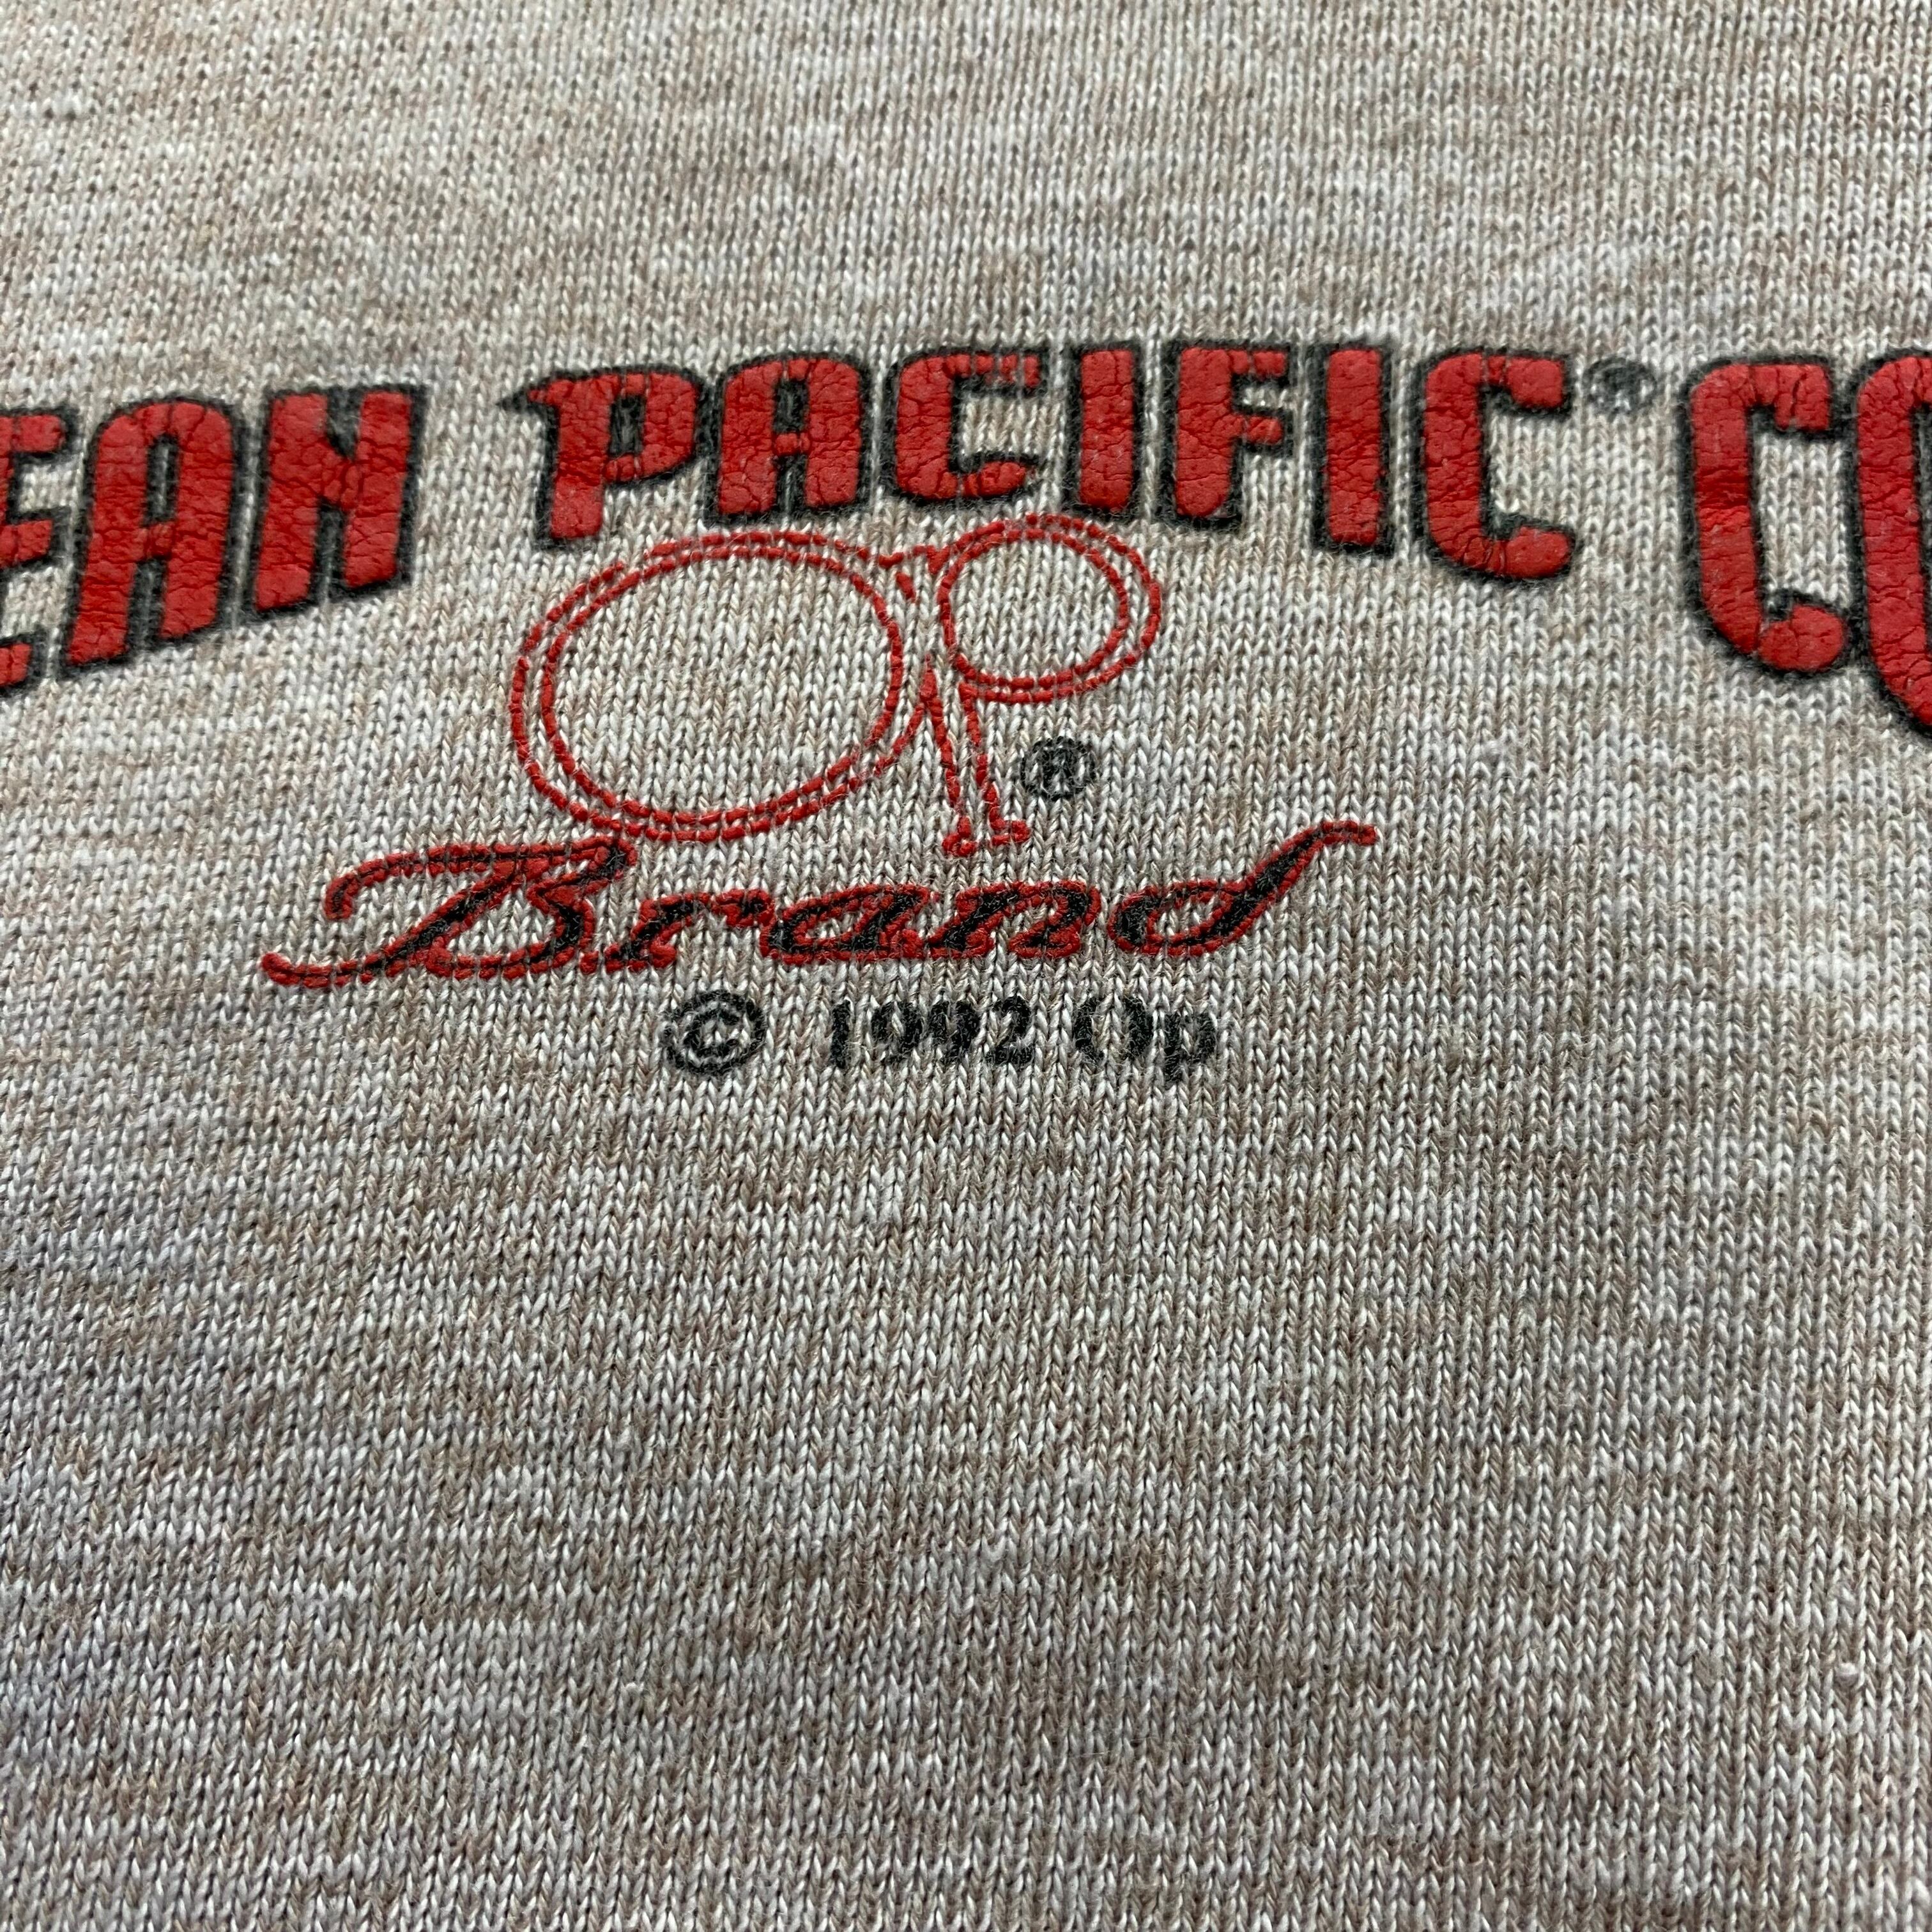 EAN PACIFIC® CO
Op®
Brand
© 1992 Op